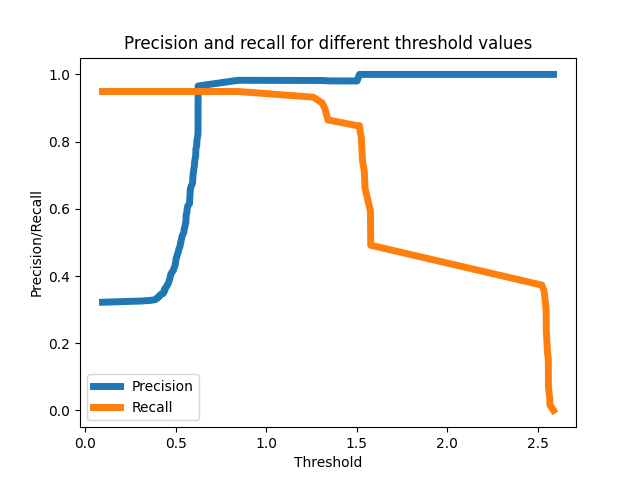 Precision and recall for different threshold values
1.0
0.8
0.6
0.4
0.2
0.0
Precision/Recall
Precision
Recall
0.0 0.5 1.0 1.5 2.0 2.5
Threshold